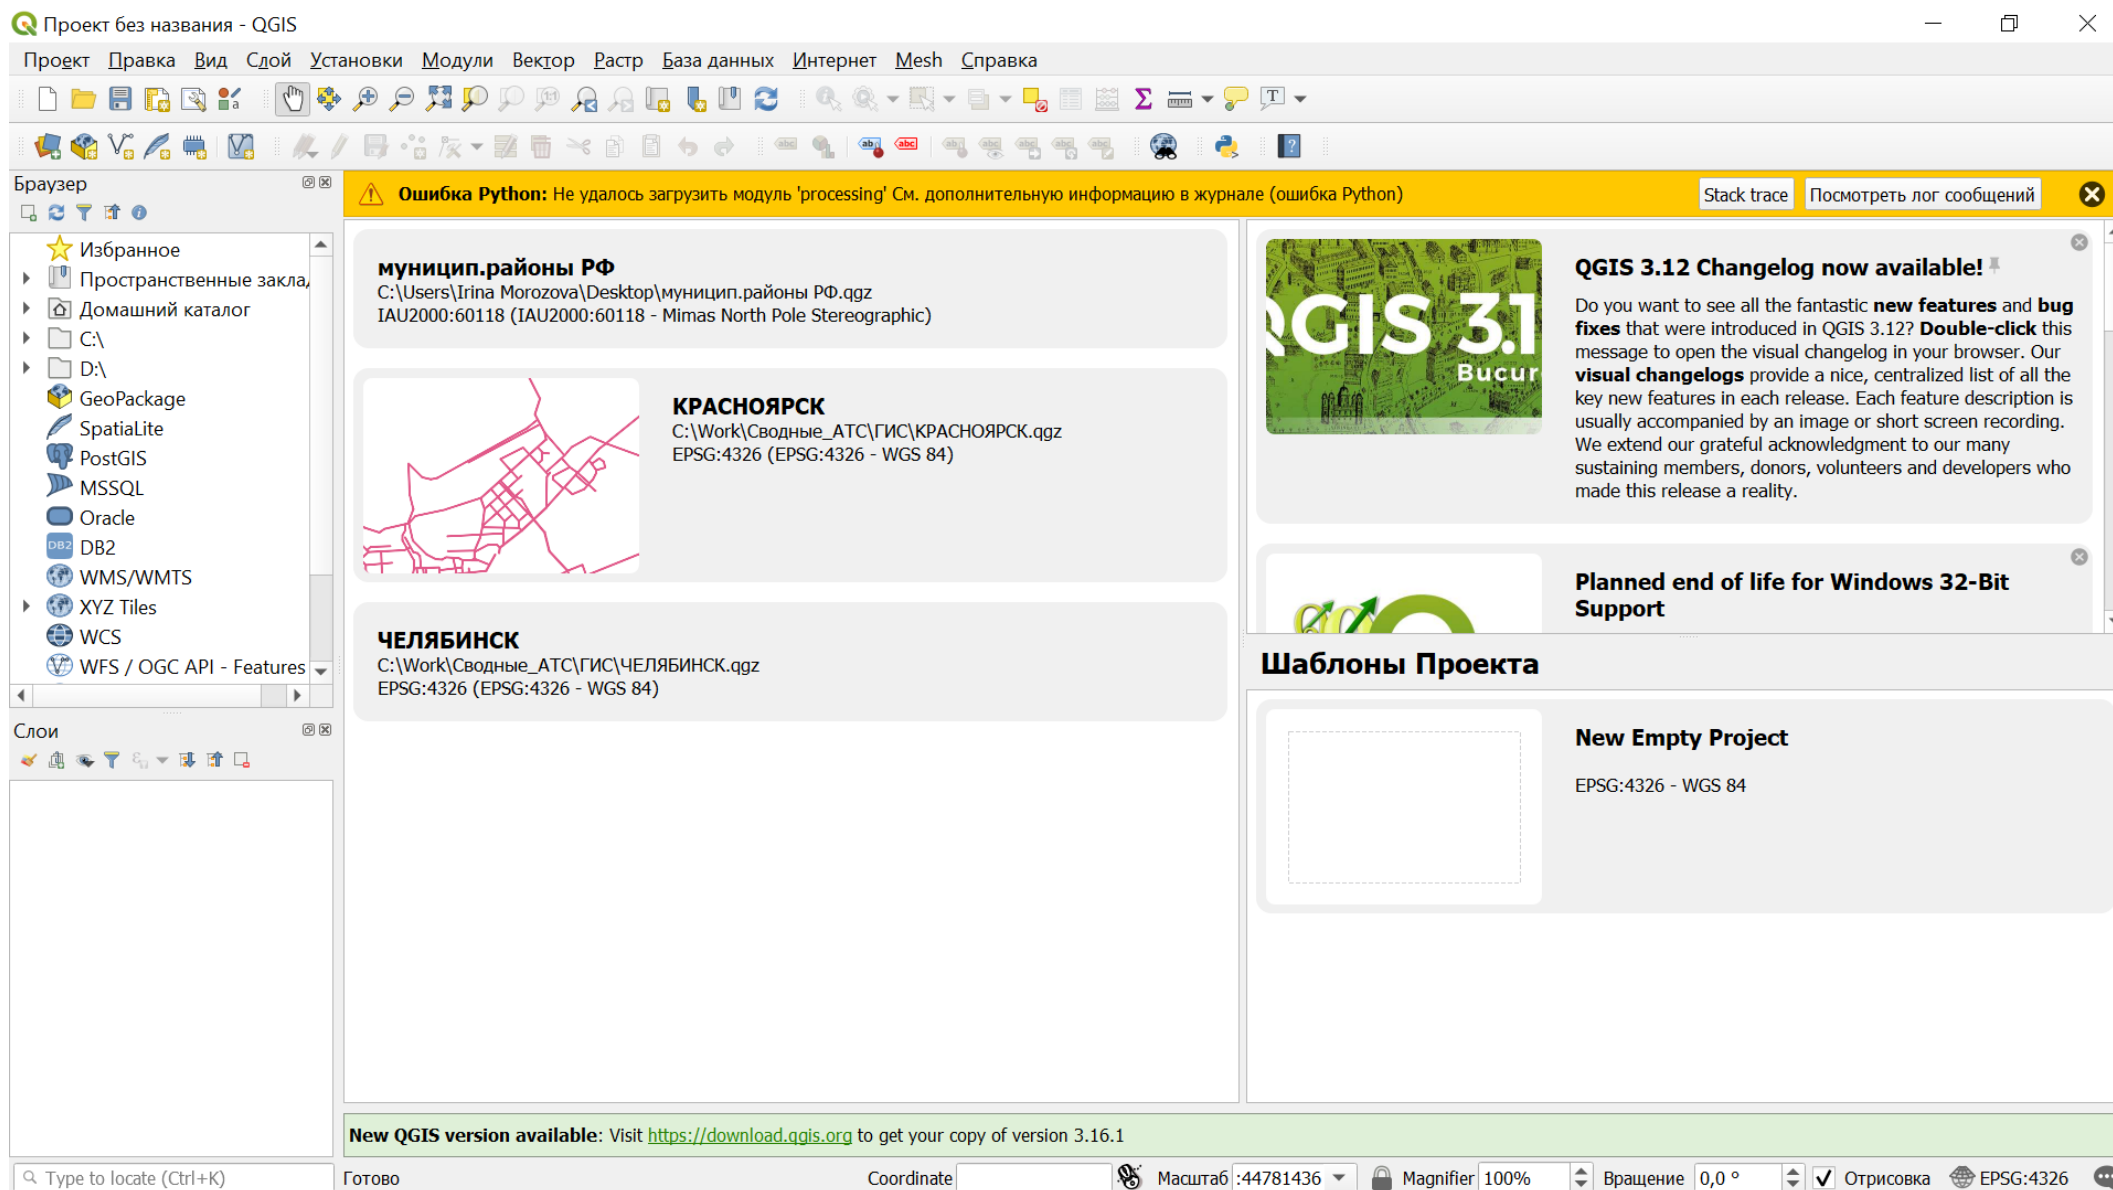 Проект без названия - QGIS
Проект Правка Вид Слой Установки Модули Вектор Растр База данных Интернет Mesh Справка
Браузер
Избранное
Пространственные заклад
Домашний каталог
C:\
D:\
GeoPackage
SpatiaLite
PostGIS
MSSQL
Oracle
DB2
DB2
WMS/WMTS
XYZ Tiles
WCS
WFS / OGC API - Features
Слои
Ошибка Python: Не удалось загрузить модуль 'processing' См. дополнительную информацию в журнале (ошибка Python)
Stack trace
Посмотреть лог сообщений
муницип.районы РФ
C:\Users\Irina Morozova\Desktop\муницип.районы РФ.qgz
IAU2000:60118 (IAU2000:60118 - Mimas North Pole Stereographic)
КРАСНОЯРСК
C:\Work\Сводные_АТС\ГИС\КРАСНОЯРСК.qgz
EPSG:4326 (EPSG:4326 - WGS 84)
ЧЕЛЯБИНСК
C:\Work\Сводные_АТС\ГИС\ЧЕЛЯБИНСК.qgz
EPSG:4326 (EPSG:4326 - WGS 84)
QGIS 3.1
Bucur
QGIS 3.12 Changelog now available!
Do you want to see all the fantastic new features and bug
fixes that were introduced in QGIS 3.12? Double-click this
message to open the visual changelog in your browser. Our
visual changelogs provide a nice, centralized list of all the
key new features in each release. Each feature description is
usually accompanied by an image or short screen recording.
We extend our grateful acknowledgment to our many
sustaining members, donors, volunteers and developers who
made this release a reality.
Planned end of life for Windows 32-Bit
Support
Шаблоны Проекта
New Empty Project
EPSG:4326 - WGS 84
New QGIS version available: Visit https://download.qgis.org to get your copy of version 3.16.1
Type to locate (Ctrl+K)
Готово
Coordinate
Масштаб :44781436
Magnifier 100%
Вращение 0,0 °
Отрисовка
EPSG:4326